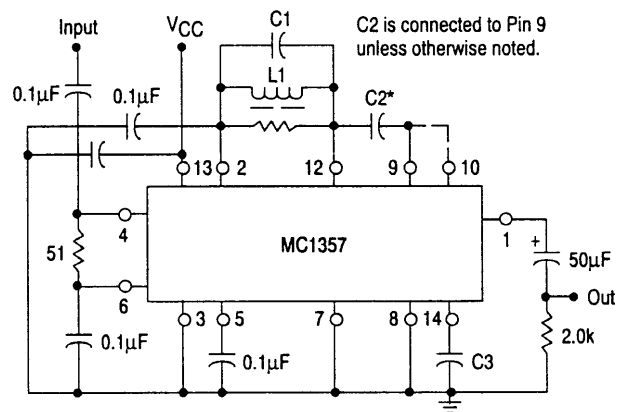 Input
VCC
C1
C2 is connected to Pin 9
unless otherwise noted.
L1
0.1µF
0.1µF
C2*
13
2
12
9
10
4
51
MC1357
1
+
50µF
6
Out
3
5
7
8
14
2.0k
0.1µF
0.1µF
C3